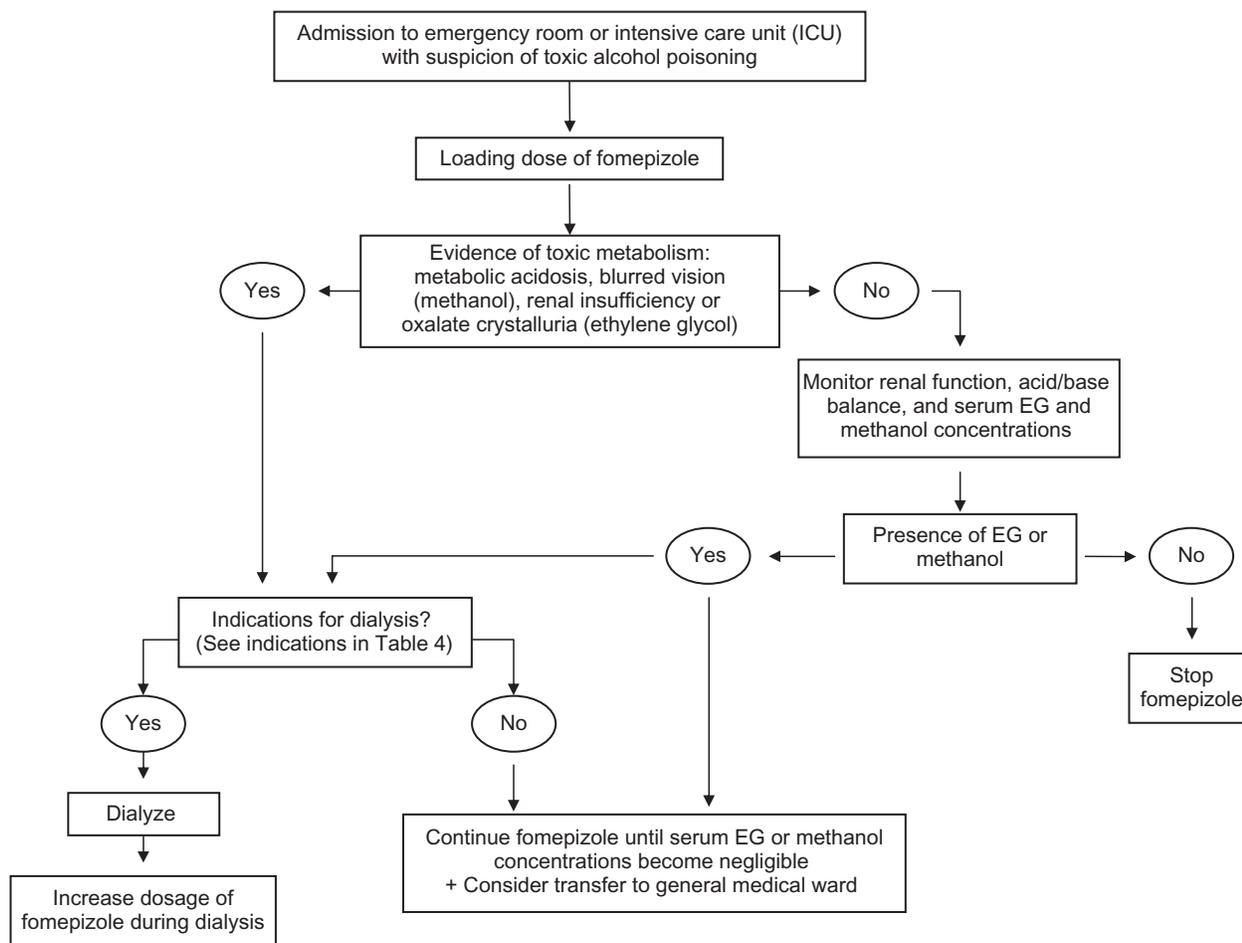 Admission to emergency room or intensive care unit (ICU)
with suspicion of toxic alcohol poisoning
Loading dose of fomepizole
Evidence of toxic metabolism:
metabolic acidosis, blurred vision
(methanol), renal insufficiency or
oxalate crystalluria (ethylene glycol)
Yes
No
Monitor renal function, acid/base
balance, and serum EG and
methanol concentrations
Presence of EG or
methanol
Yes
No
Indications for dialysis?
(See indications in Table 4)
Stop
fomepizole
Yes
No
Dialyze
Continue fomepizole until serum EG or methanol
concentrations become negligible
+ Consider transfer to general medical ward
Increase dosage of
fomepizole during dialysis